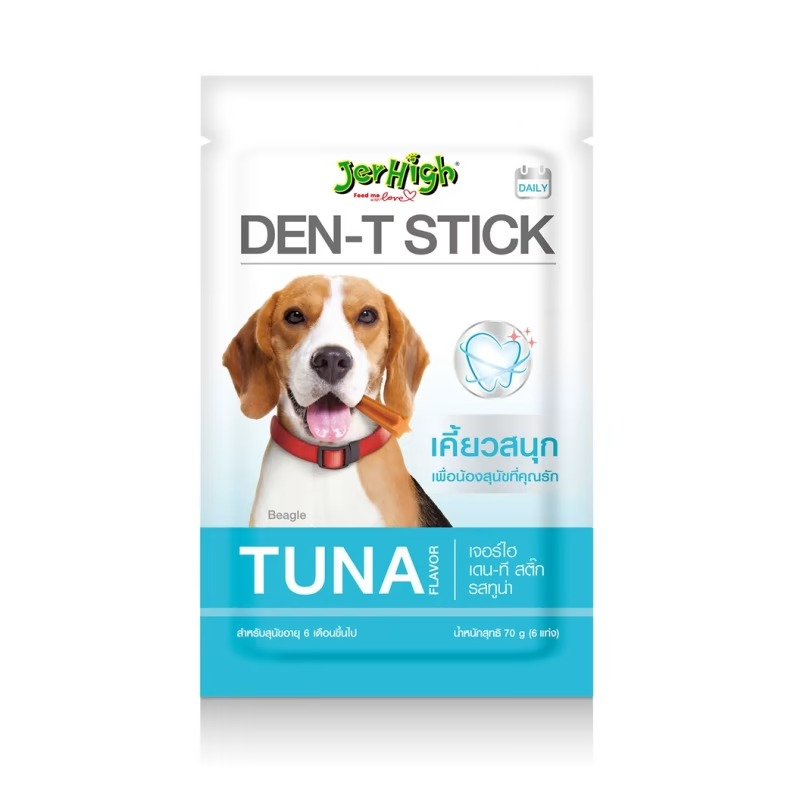 JerHigh®
Feed me with love
DAILY
DEN-T STICK
เคี้ยวสนุก
เพื่อน้องสุนัขที่คุณรัก
Beagle
TUNA
FLAVOR
เจอร์ไฮ
เดน-ที สติ๊ก
รสทูน่า
สำหรับสุนัขอายุ 6 เดือนขึ้นไป
น้ำหนักสุทธิ 70 g (6 แท่ง)